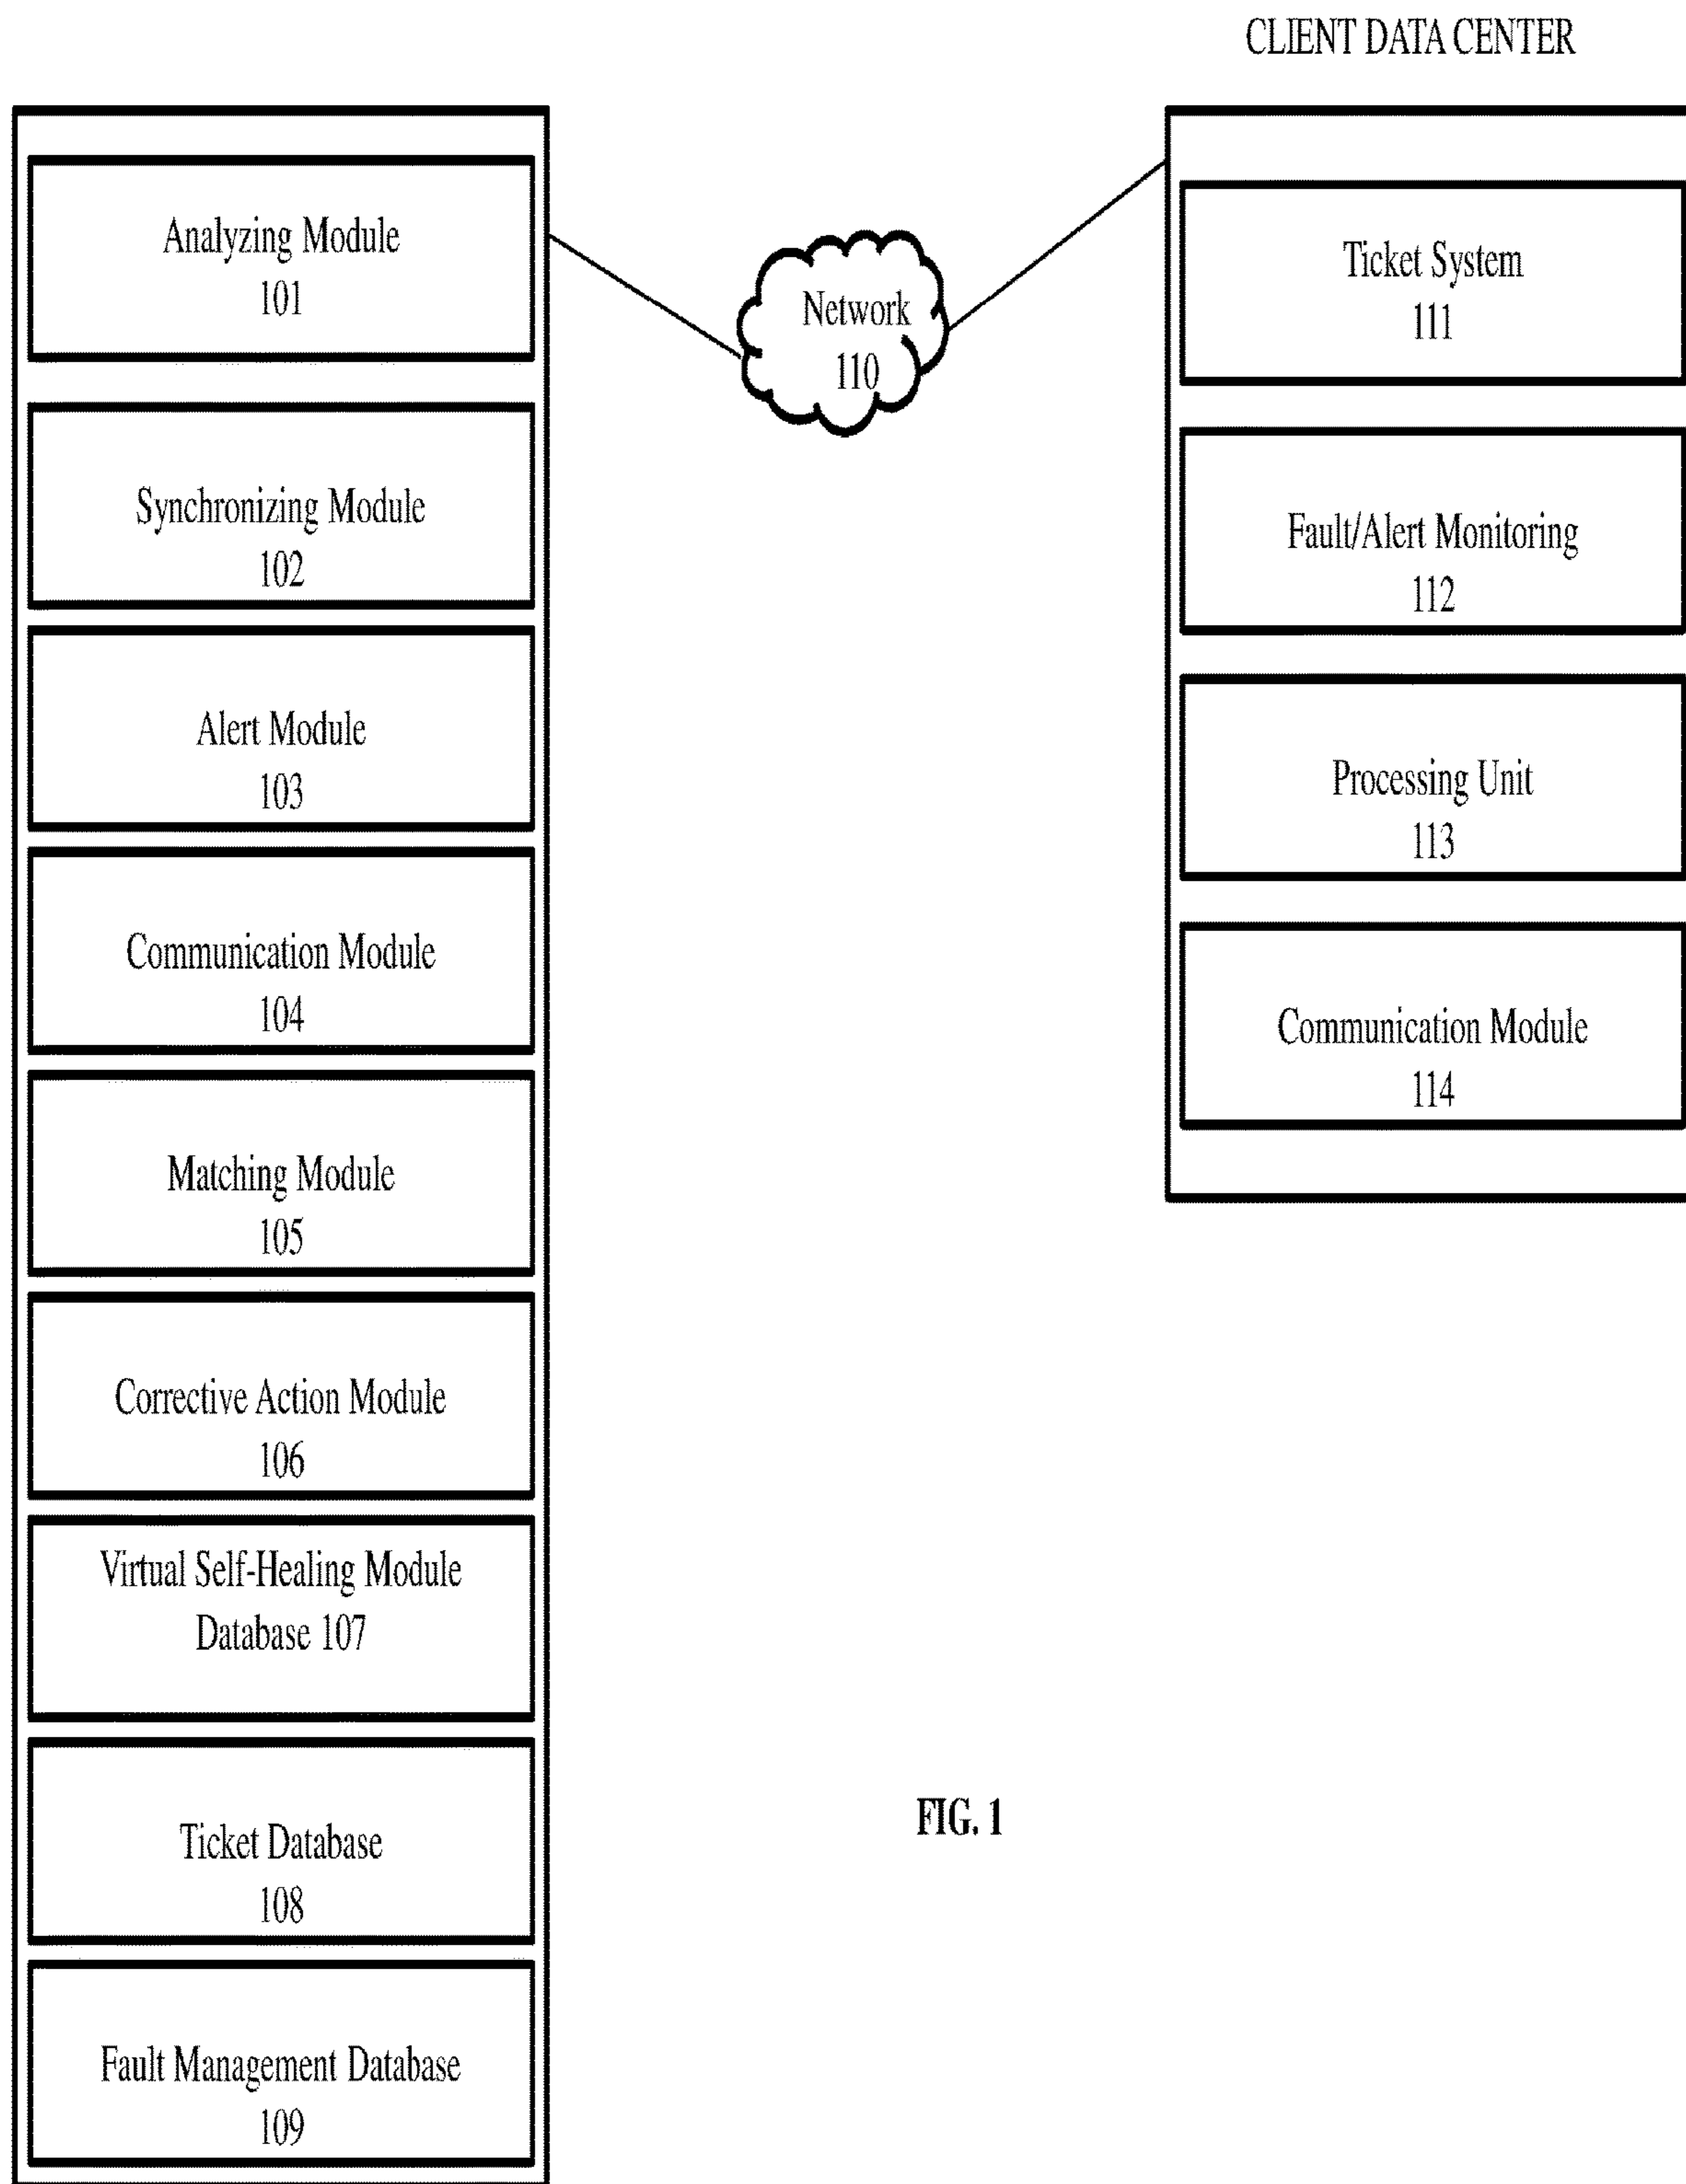 CLIENT DATA CENTER
Analyzing Module
101
Synchronizing Module
102
Alert Module
103
Communication Module
104
Matching Module
105
Corrective Action Module
106
Virtual Self-Healing Module
Database 107
Ticket Database
108
Fault Management Database
109
Network
110
Ticket System
111
Fault/Alert Monitoring
112
Processing Unit
113
Communication Module
114
FIG. 1